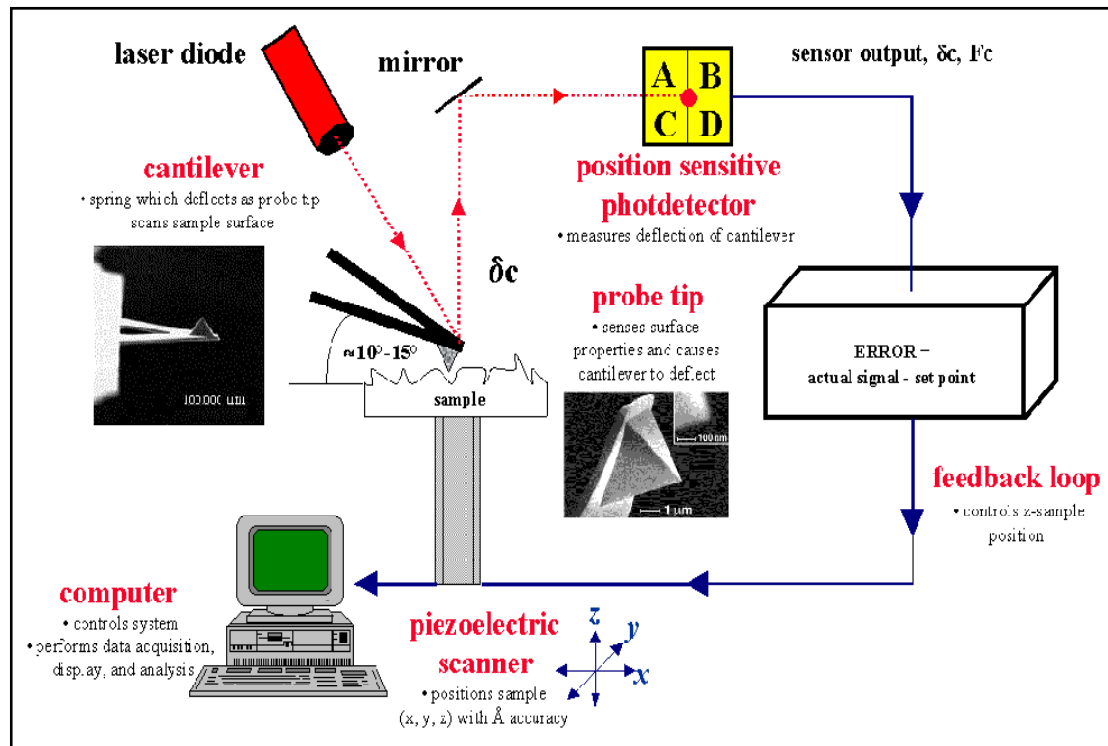 laser diode
mirror
A B
C D
sensor output, δc, Fc
cantilever
• spring which deflects as probe tip
scans sample surface
100.000 µm
position sensitive
photdetector
• measures deflection of cantilever
δc
≈10°-15°
sample
probe tip
• senses surface
properties and causes
cantilever to deflect
100nm
1 µm
ERROR =
actual signal - set point
feedback loop
• controls z-sample
position
computer
• controls system
• performs data acquisition,
display, and analysis
piezoelectric
scanner
• positions sample
(x, y, z) with Å accuracy
z
y
x